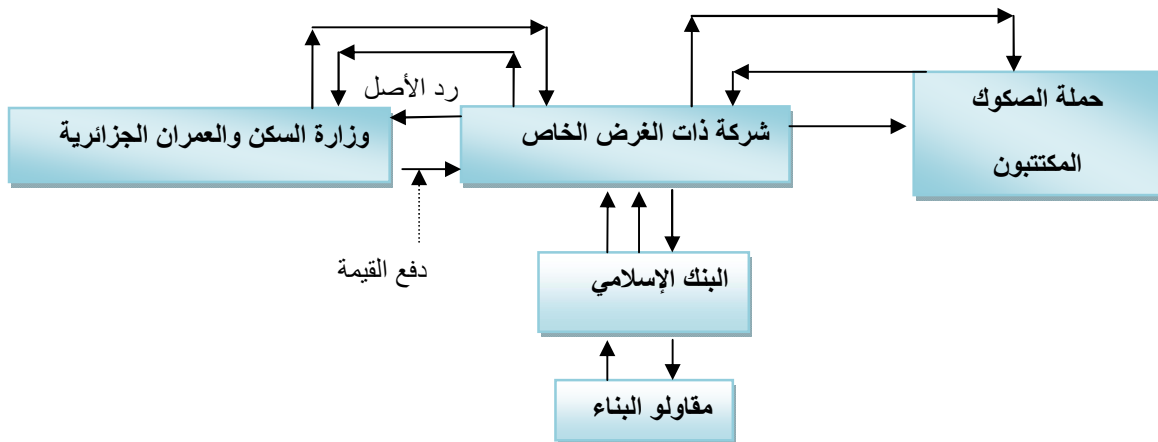 حملة الصكوك
المكتتبون
شركة ذات الغرض الخاص
رد الأصل
وزارة السكن والعمران الجزائرية
دفع القيمة
البنك الإسلامي
مقاولو البناء